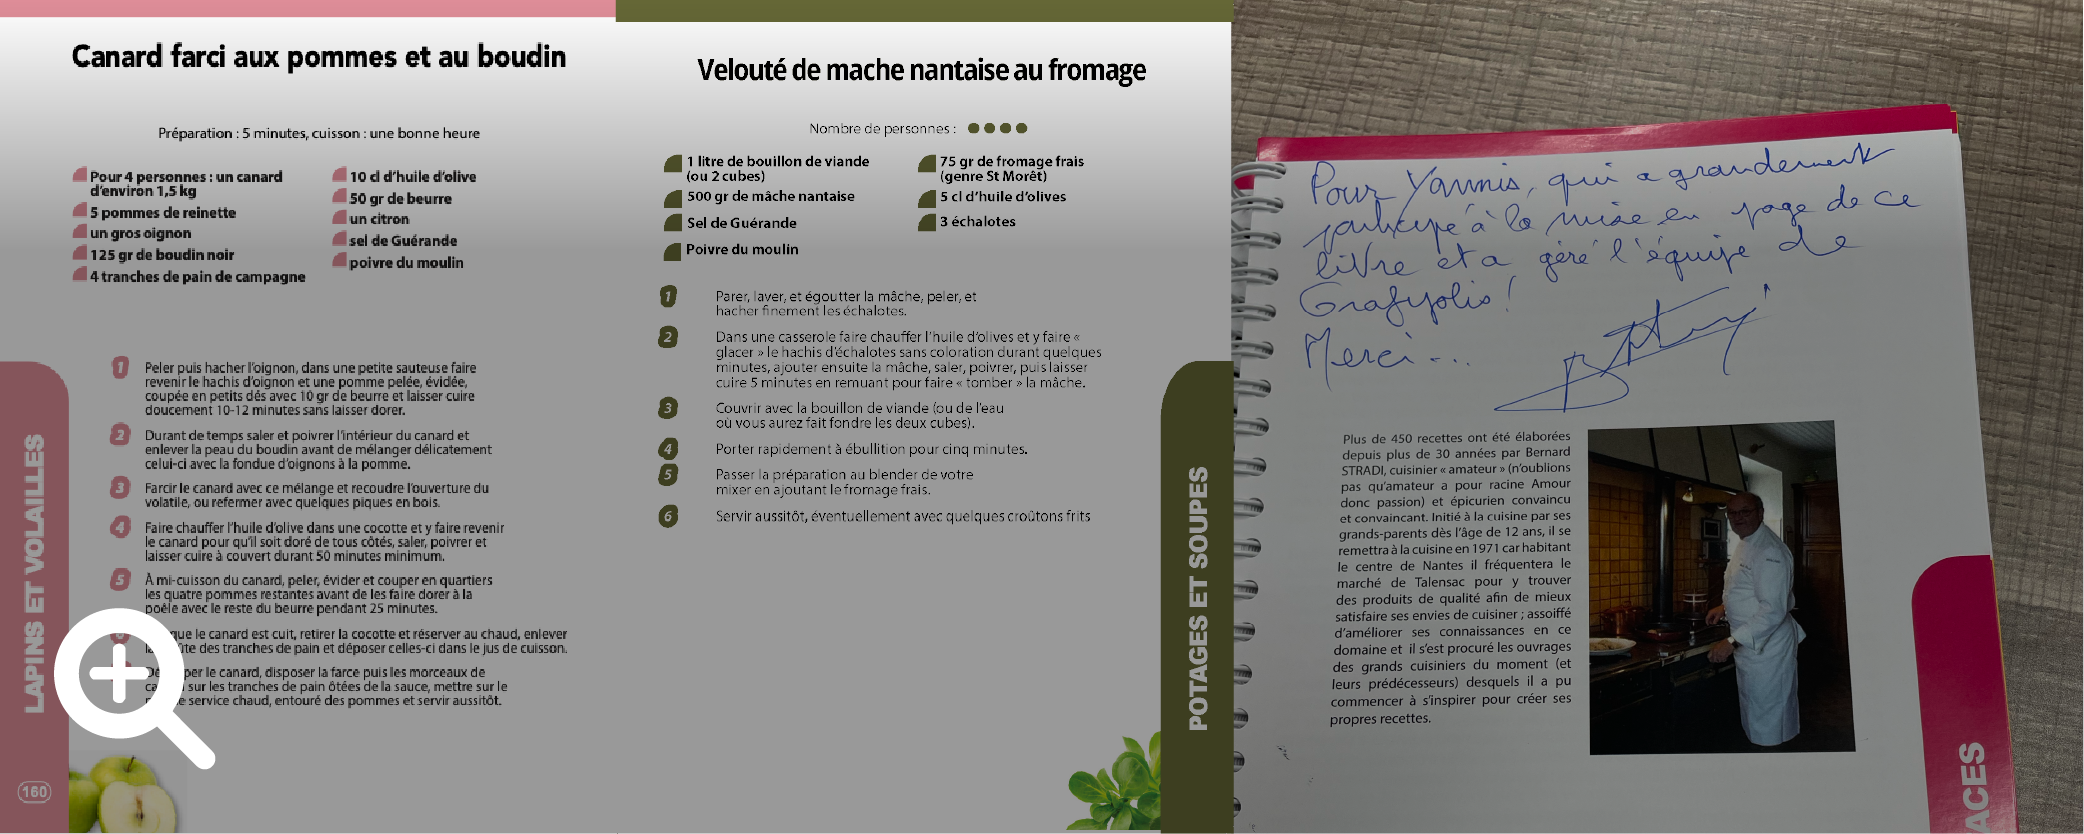 Canard farci aux pommes et au boudin
Préparation : 5 minutes, cuisson : une bonne heure
Pour 4 personnes : un canard
d'environ 1,5 kg
5 pommes de reinette
un gros oignon
125 gr de boudin noir
4 tranches de pain de campagne
10 cl d'huile d'olive
50 gr de beurre
un citron
sel de Guérande
poivre du moulin
1 Peler puis hacher l'oignon, dans une petite sauteuse faire
revenir le hachis d'oignon et une pomme pelée, évidée,
coupée en petits dés avec 10 gr de beurre et laisser cuire
doucement 10-12 minutes sans laisser dorer.
2 Durant de temps saler et poivrer l'intérieur du canard et
enlever la peau du boudin avant de mélanger délicatement
celui-ci avec la fondue d'oignons à la pomme.
3 Farcir le canard avec ce mélange et recoudre l'ouverture du
volatile, ou refermer avec quelques piques en bois.
4 Faire chauffer l'huile d'olive dans une cocotte et y faire revenir
le canard pour qu'il soit doré de tous côtés, saler, poivrer et
laisser cuire à couvert durant 50 minutes minimum.
5 À mi-cuisson du canard, peler, évider et couper en quartiers
les quatre pommes restantes avant de les faire dorer à la
poêle avec le reste du beurre pendant 25 minutes.
que le canard est cuit, retirer la cocotte et réserver au chaud, enlever
des tranches de pain et déposer celles-ci dans le jus de cuisson.
le canard, disposer la farce puis les morceaux de
sur les tranches de pain ôtées de la sauce, mettre sur le
service chaud, entouré des pommes et servir aussitôt.
LAPINS ET VOLAILLES
160
Velouté de mache nantaise au fromage
Nombre de personnes :
1 litre de bouillon de viande
(ou 2 cubes)
500 gr de mâche nantaise
Sel de Guérande
Poivre du moulin
75 gr de fromage frais
(genre St Morêt)
5 cl d'huile d'olives
3 échalotes
1 Parer, laver, et égoutter la mâche, peler, et
hacher finement les échalotes.
2 Dans une casserole faire chauffer l'huile d'olives et y faire «
glacer » le hachis d'échalotes sans coloration durant quelques
minutes, ajouter ensuite la mâche, saler, poivrer, puis laisser
cuire 5 minutes en remuant pour faire « tomber » la mâche.
3 Couvrir avec la bouillon de viande (ou de l'eau
où vous aurez fait fondre les deux cubes).
4 Porter rapidement à ébullition pour cinq minutes.
5 Passer la préparation au blender de votre
mixer en ajoutant le fromage frais.
6 Servir aussitôt, éventuellement avec quelques croûtons frits
POTAGES ET SOUPES
Pour Yannis, qui a grandement
participé à la mise en page de ce
livre et a géré l'équipe de
Grafipolis !
Merci...
Plus de 450 recettes ont été élaborées
depuis plus de 30 années par Bernard
STRADI, cuisinier « amateur » (n'oublions
pas qu'amateur a pour racine Amour
donc passion) et épicurien convaincu
et convaincant. Initié à la cuisine par ses
grands-parents dès l'âge de 12 ans, il se
remettra à la cuisine en 1971 car habitant
le centre de Nantes il fréquentera le
marché de Talensac pour y trouver
des produits de qualité afin de mieux
satisfaire ses envies de cuisiner ; assoiffé
d'améliorer ses connaissances en ce
domaine et il s'est procuré les ouvrages
des grands cuisiniers du moment (et
leurs prédécesseurs) desquels il a pu
commencer à s'inspirer pour créer ses
propres recettes.
ACES